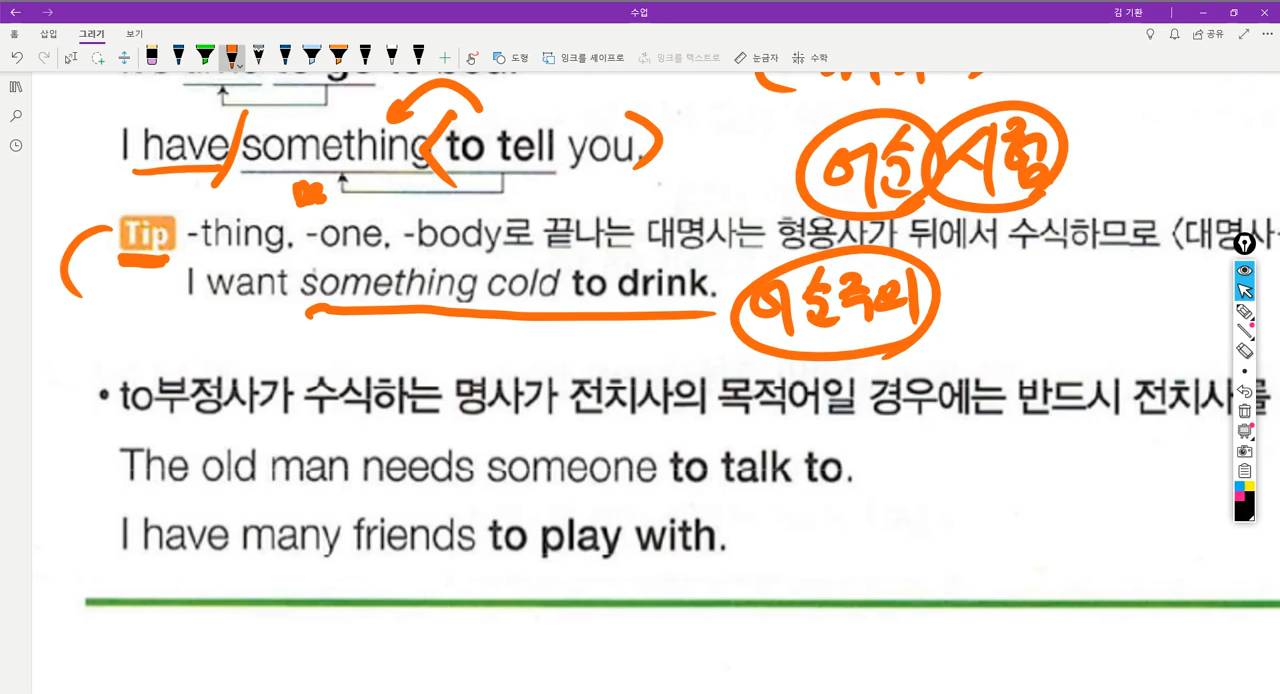 수업
김 기환
홈 삽입 그리기 보기
공유
도형 잉크를 셰이프로 잉크를 텍스트로 눈금자 수학
I have something to tell you.
어순 시험
Tip -thing, -one, -body로 끝나는 대명사는 형용사가 뒤에서 수식하므로 〈대명사
I want something cold to drink.
어순주의
• to부정사가 수식하는 명사가 전치사의 목적어일 경우에는 반드시 전치사를
The old man needs someone to talk to.
I have many friends to play with.